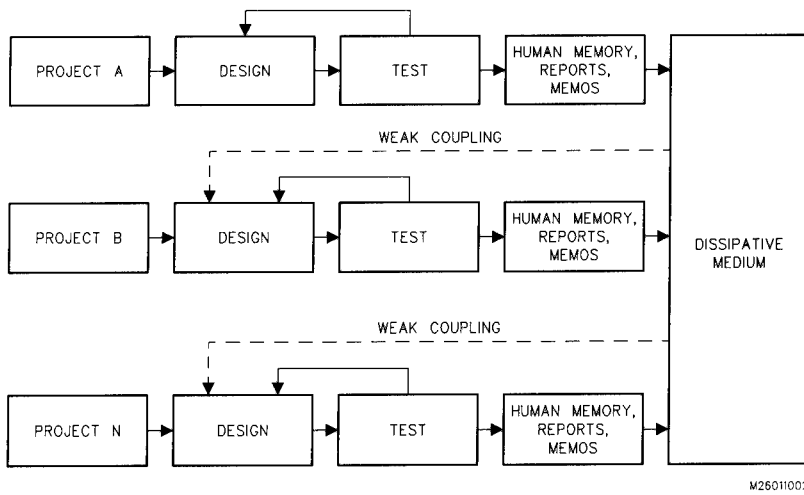 PROJECT A
DESIGN
TEST
HUMAN MEMORY,
REPORTS,
MEMOS
WEAK COUPLING
PROJECT B
DESIGN
TEST
HUMAN MEMORY,
REPORTS,
MEMOS
DISSIPATIVE
MEDIUM
WEAK COUPLING
PROJECT N
DESIGN
TEST
HUMAN MEMORY,
REPORTS,
MEMOS